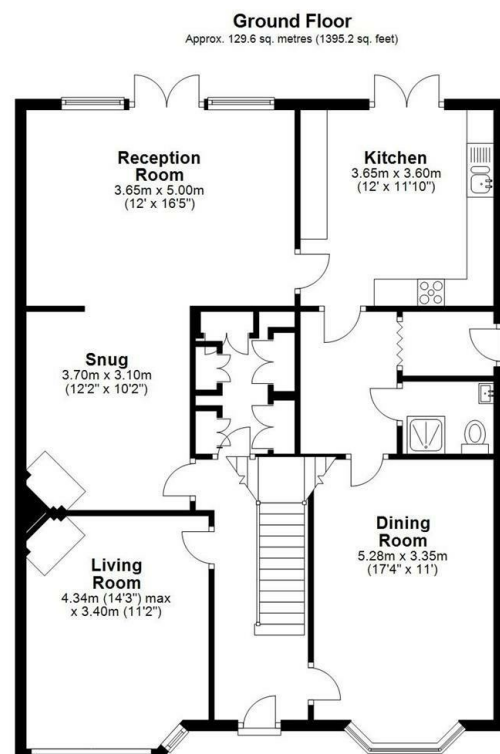 Ground Floor
Approx. 129.6 sq. metres (1395.2 sq. feet)
Reception
Room
3.65m x 5.00m
(12' x 16'5")
Kitchen
3.65m x 3.60m
(12' x 11'10")
Snug
3.70m x 3.10m
(12'2" x 10'2")
Living
Room
4.34m (14'3") max
x 3.40m (11'2")
Dining
Room
5.28m x 3.35m
(17'4" x 11')